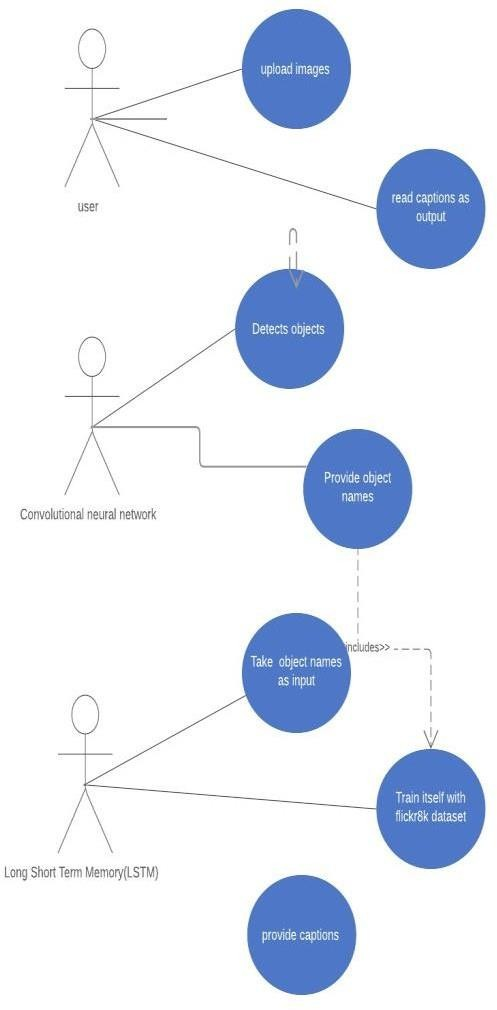 upload images
read captions as
output
user
Detects objects
Provide object
names
Convolutional neural network
includes>>
Take object names
as input
Train itself with
flickr8k dataset
Long Short Term Memory(LSTM)
provide captions